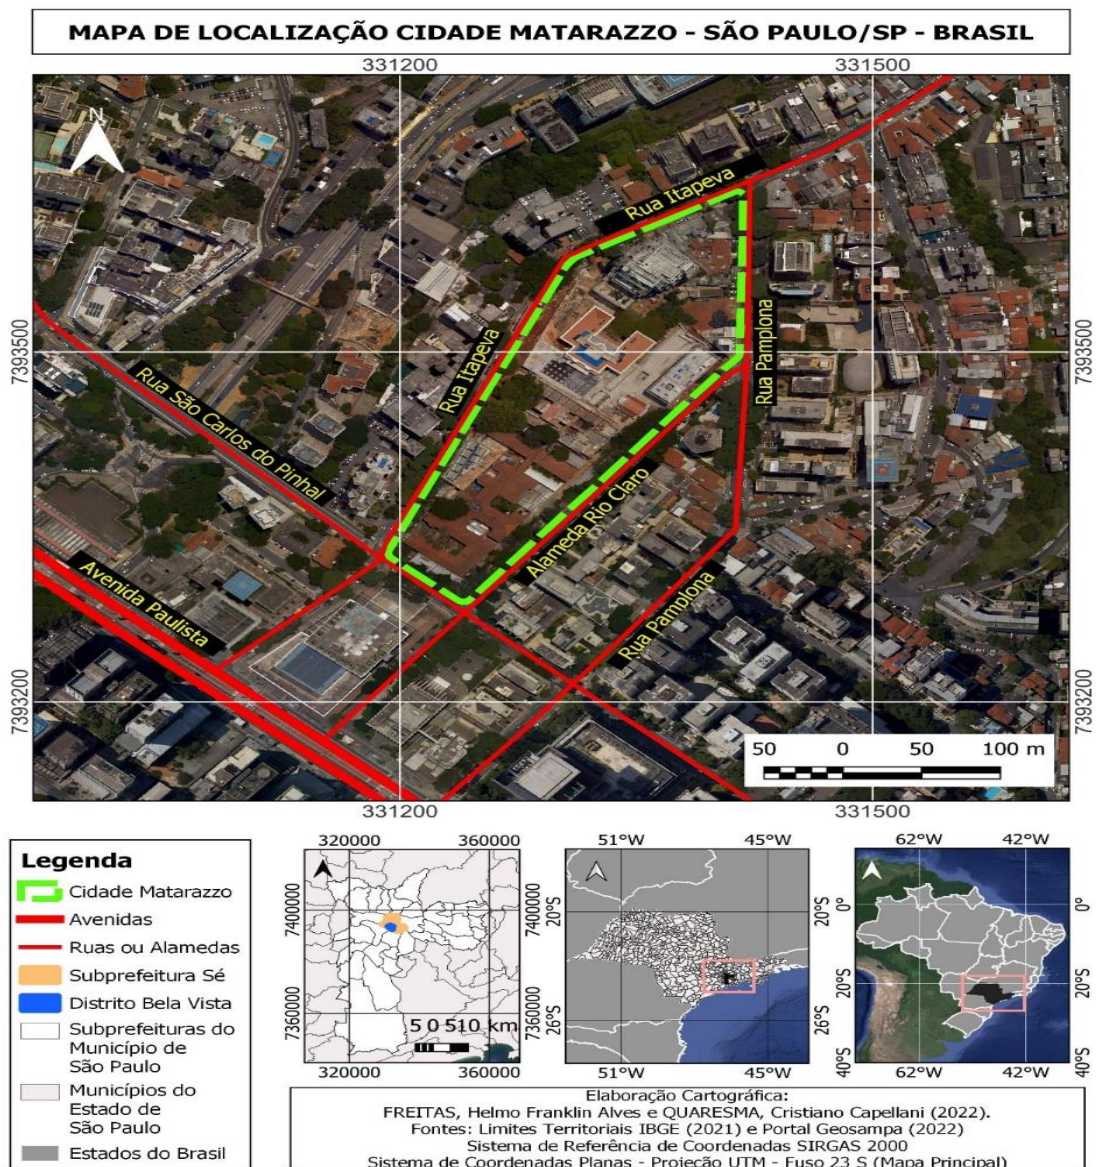 MAPA DE LOCALIZAÇÃO CIDADE MATARAZZO - SÃO PAULO/SP - BRASIL
331200
331500
N
Rua Itapeva
7393500
7393500
Rua Itapeva
Rua Pamplona
Rua São Carlos do Pinhal
Alameda Rio Claro
Avenida Paulista
Rua Pamplona
7393200
7393200
50 0 50 100 m
331200
331500
Legenda
Cidade Matarazzo
Avenidas
Ruas ou Alamedas
Subprefeitura Sé
Distrito Bela Vista
Subprefeituras do
Município de
São Paulo
Municípios do
Estado de
São Paulo
Estados do Brasil
320000 360000
7400000
7400000
7360000
7360000
5 0 5 10 km
320000 360000
51°W 45°W
20°S
20°S
26°S
26°S
51°W 45°W
62°W 42°W
0°
0°
20°S
20°S
40°S
40°S
62°W 42°W
Elaboração Cartográfica:
FREITAS, Helmo Franklin Alves e QUARESMA, Cristiano Capellani (2022).
Fontes: Limites Territoriais IBGE (2021) e Portal Geosampa (2022)
Sistema de Referência de Coordenadas SIRGAS 2000
Sistema de Coordenadas Planas - Projeção UTM - Fuso 23 S (Mapa Principal)